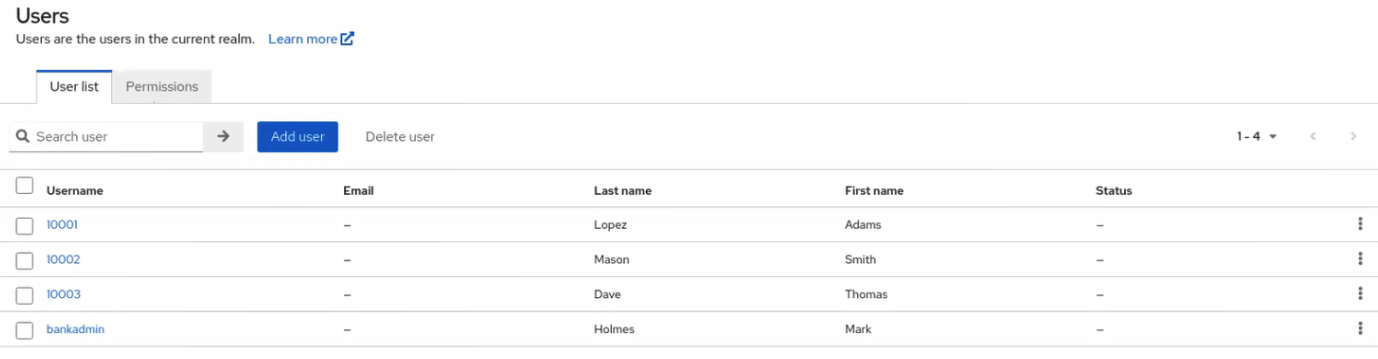 Users
Users are the users in the current realm. Learn more
User list Permissions
Search user Add user Delete user 1 - 4
Username Email Last name First name Status
10001 – Lopez Adams –
10002 – Mason Smith –
10003 – Dave Thomas –
bankadmin – Holmes Mark –